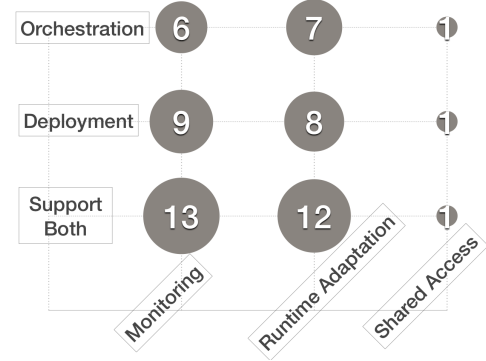 Orchestration 6 7 1
Deployment 9 8 1
Support
Both
13 12 1
Monitoring
Runtime Adaptation
Shared Access